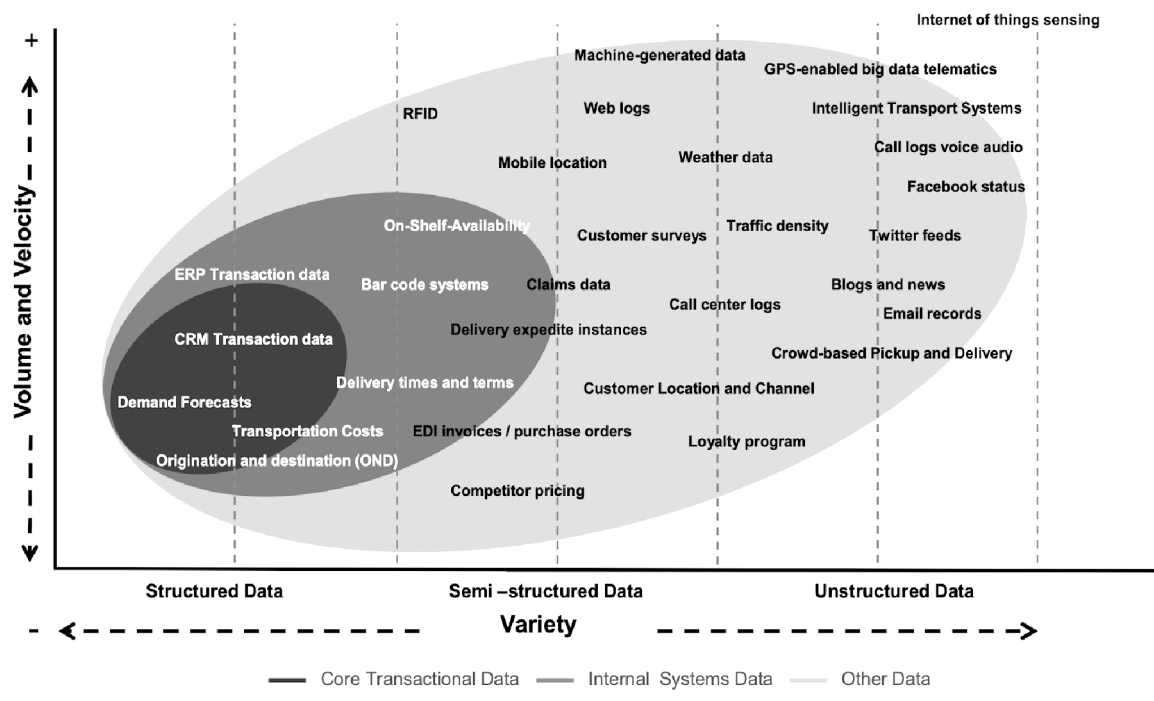 Internet of things sensing
+
Machine-generated data
GPS-enabled big data telematics
RFID
Web logs
Intelligent Transport Systems
Mobile location
Weather data
Call logs voice audio
Facebook status
On-Shelf-Availability
Customer surveys
Traffic density
Twitter feeds
ERP Transaction data
Bar code systems
Claims data
Blogs and news
Call center logs
Email records
CRM Transaction data
Delivery expedite instances
Crowd-based Pickup and Delivery
Delivery times and terms
Customer Location and Channel
Demand Forecasts
Transportation Costs
EDI invoices / purchase orders
Loyalty program
Origination and destination (OND)
Competitor pricing
Volume and Velocity
Structured Data
Semi –structured Data
Unstructured Data
-
Variety
Core Transactional Data
Internal Systems Data
Other Data